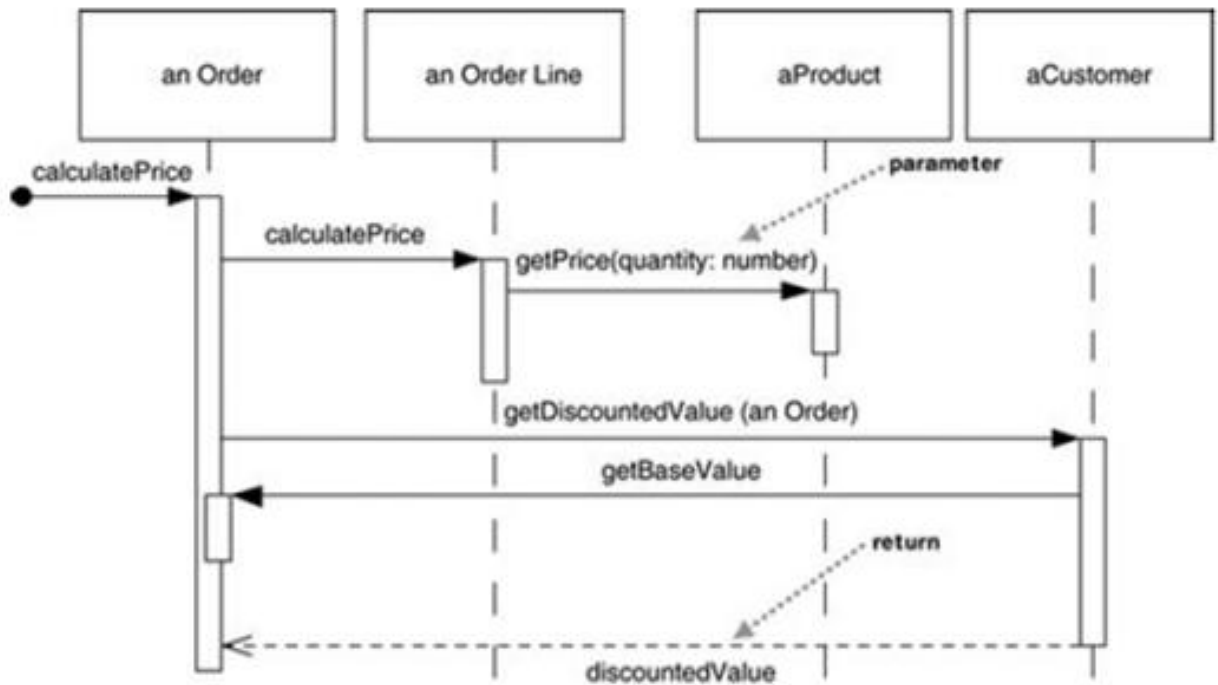 an Order
an Order Line
aProduct
aCustomer
calculatePrice
parameter
calculatePrice
getPrice(quantity: number)
getDiscountedValue (an Order)
getBaseValue
return
discountedValue